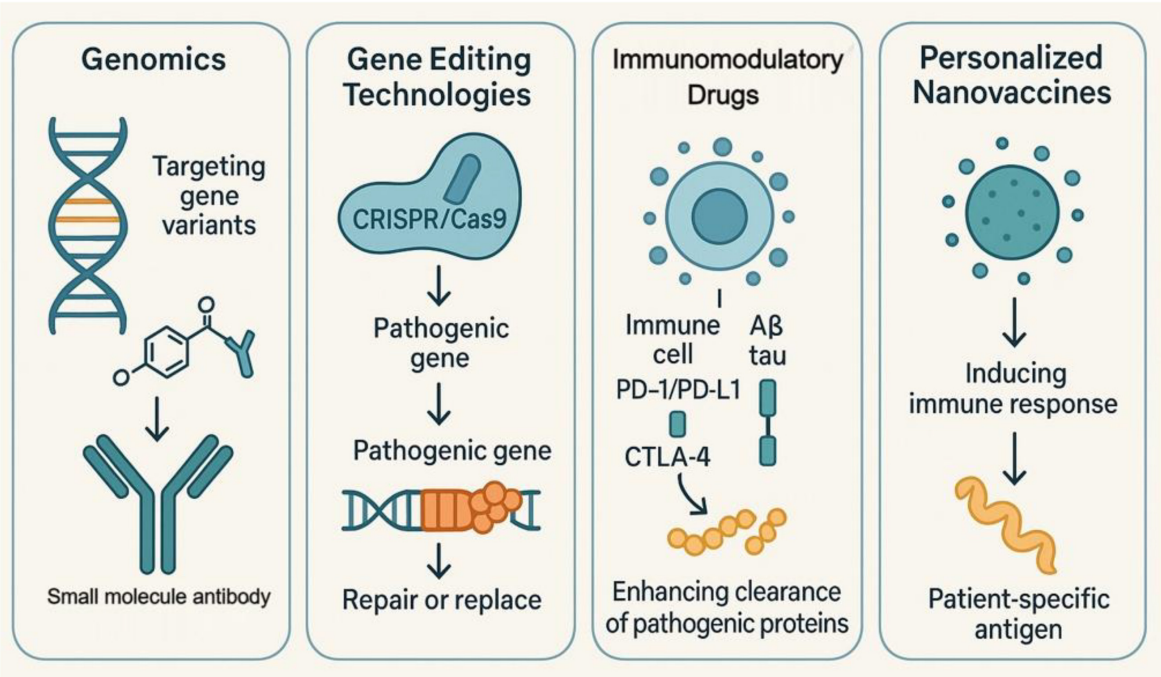 Genomics
Targeting
gene
variants
O
O
Small molecule antibody
Gene Editing
Technologies
CRISPR/Cas9
Pathogenic
gene
Pathogenic gene
Repair or replace
Immunomodulatory
Drugs
Immune
cell
Aβ
tau
PD-1/PD-L1
CTLA-4
Enhancing clearance
of pathogenic proteins
Personalized
Nanovaccines
Inducing
immune response
Patient-specific
antigen